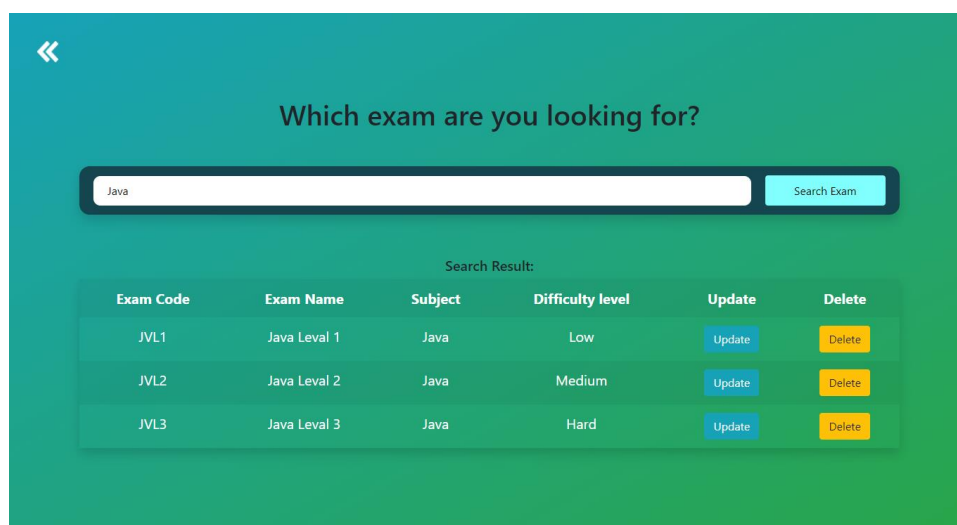 Which exam are you looking for?
Java
Search Exam
Search Result:
Exam Code Exam Name Subject Difficulty level Update Delete
JVL1 Java Leval 1 Java Low Update Delete
JVL2 Java Leval 2 Java Medium Update Delete
JVL3 Java Leval 3 Java Hard Update Delete